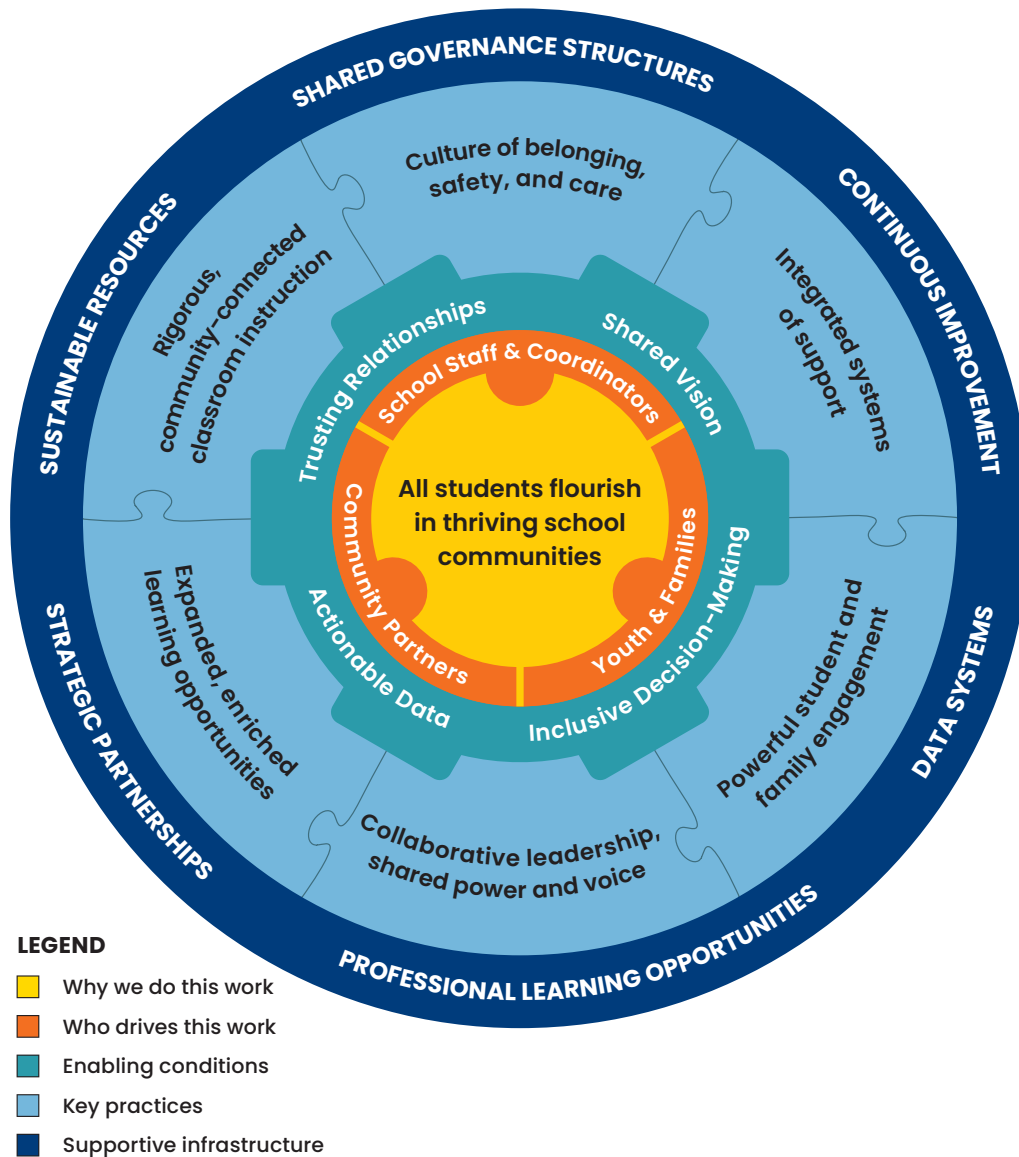 SHARED GOVERNANCE STRUCTURES
CONTINUOUS IMPROVEMENT
DATA SYSTEMS
PROFESSIONAL LEARNING OPPORTUNITIES
STRATEGIC PARTNERSHIPS
SUSTAINABLE RESOURCES
Culture of belonging,
safety, and care
Integrated systems
of support
Powerful student and
family engagement
Collaborative leadership,
shared power and voice
Expanded, enriched
learning opportunities
Rigorous,
community-connected
classroom instruction
Trusting Relationships
Shared Vision
Inclusive Decision-Making
Actionable Data
School Staff & Coordinators
Youth & Families
Community Partners
All students flourish
in thriving school
communities
LEGEND
Why we do this work
Who drives this work
Enabling conditions
Key practices
Supportive infrastructure